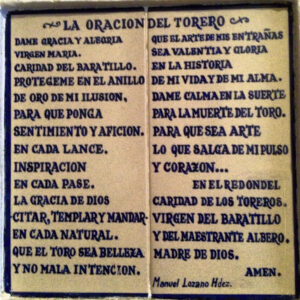 LA ORACION DEL TORERO
DAME GRACIA Y ALEGRIA
VIRGEN MARIA.
CARIDAD DEL BARATILLO.
PROTEGEME EN EL ANILLO
DE ORO DE MI ILUSION,
PARA QUE PONGA
SENTIMIENTO Y AFICION.
EN CADA LANCE.
INSPIRACION
EN CADA PASE.
LA GRACIA DE DIOS
-CITAR, TEMPLAR Y MANDAR-
EN CADA NATURAL.
QUE EL TORO SEA BELLEZA
Y NO MALA INTENCION.
QUE EL ARTE DE MIS ENTRAÑAS
SEA VALENTIA Y GLORIA
EN LA HISTORIA
DE MI VIDA Y DE MI ALMA.
DAME CALMA EN LA SUERTE
PARA LA MUERTE DEL TORO.
PARA QUE SEA ARTE
LO QUE SALGA DE MI PULSO
Y CORAZON...
EN EL REDONDEL
CARIDAD DE LOS TOREROS.
VIRGEN DEL BARATILLO
Y DEL MAESTRANTE ALBERO.
MADRE DE DIOS.
AMEN.
Manuel Lozano Hdez.